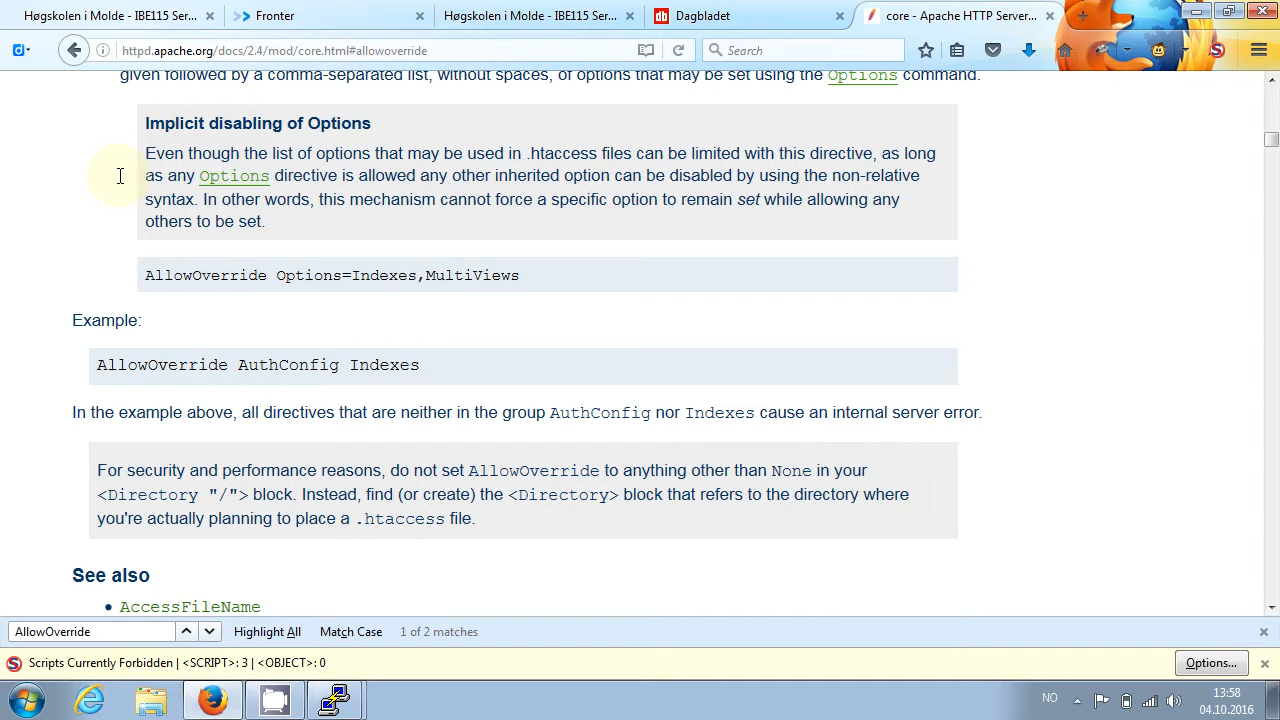 Høgskolen i Molde - IBE115 Ser...
Fronter
Høgskolen i Molde - IBE115 Ser...
Dagbladet
core - Apache HTTP Server...
httpd.apache.org/docs/2.4/mod/core.html#allowoverride
Search
given followed by a comma-separated list, without spaces, of options that may be set using the Options command.
Implicit disabling of Options
Even though the list of options that may be used in .htaccess files can be limited with this directive, as long
as any Options directive is allowed any other inherited option can be disabled by using the non-relative
syntax. In other words, this mechanism cannot force a specific option to remain set while allowing any
others to be set.
AllowOverride Options=Indexes,MultiViews
Example:
AllowOverride AuthConfig Indexes
In the example above, all directives that are neither in the group AuthConfig nor Indexes cause an internal server error.
For security and performance reasons, do not set AllowOverride to anything other than None in your
<Directory "/"> block. Instead, find (or create) the <Directory> block that refers to the directory where
you're actually planning to place a .htaccess file.
See also
• AccessFileName
AllowOverride
Highlight All
Match Case
1 of 2 matches
Scripts Currently Forbidden | <SCRIPT>: 3 | <OBJECT>: 0
Options...
NO
13:58
04.10.2016